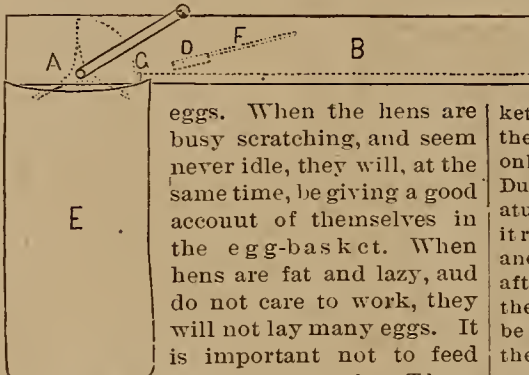 A
G
D
F
B
E
eggs. When the hens are
busy scratching, and seem
never idle, they will, at the
same time, be giving a good
account of themselves in
the egg-basket. When
hens are fat and lazy, aud
do not care to work, they
will not lay many eggs. It
is important not to feed
ket
the
only
Du
atu
it r
and
aft
the
be
the